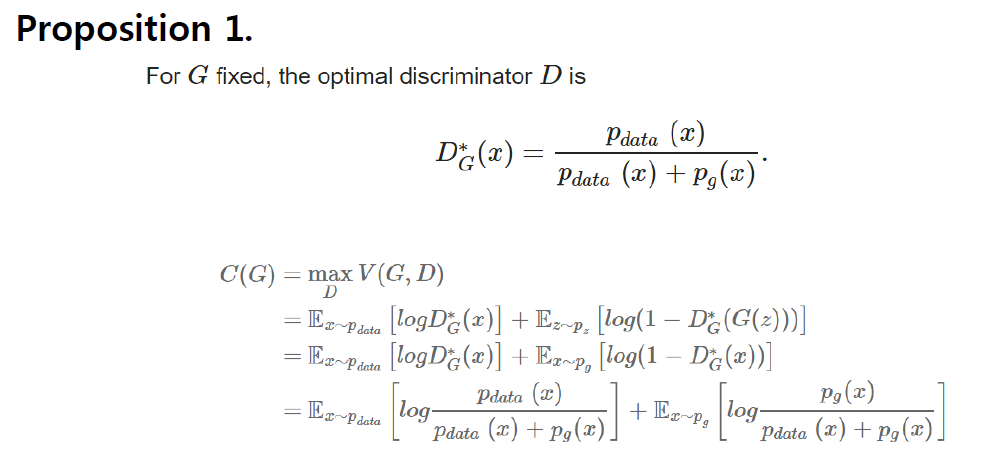 Proposition 1.
For G fixed, the optimal discriminator D is
D*_G(x) = p_data (x) / (p_data (x) + p_g(x)).
C(G) = max_D V(G, D)
= 𝔼_{x∼p_data} [logD*_G(x)] + 𝔼_{z∼p_z} [log(1 − D*_G(G(z)))]
= 𝔼_{x∼p_data} [logD*_G(x)] + 𝔼_{x∼p_g} [log(1 − D*_G(x))]
= 𝔼_{x∼p_data} [log p_data (x) / (p_data (x) + p_g(x))] + 𝔼_{x∼p_g} [log p_g(x) / (p_data (x) + p_g(x))]